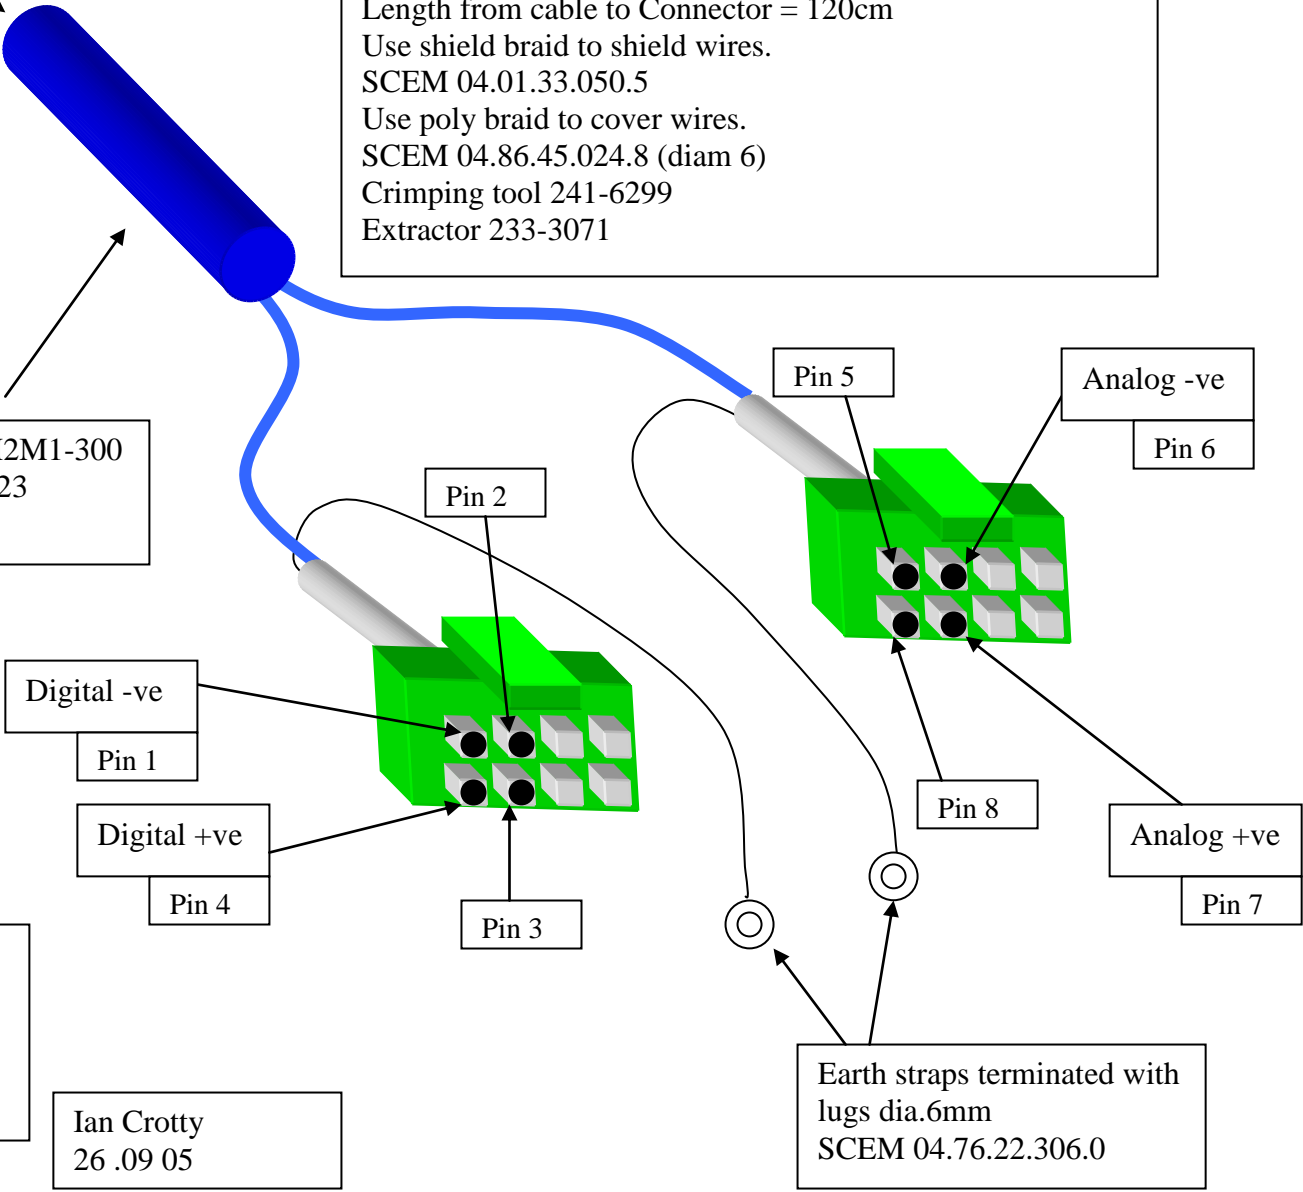 Length from cable to Connector = 120cm
Use shield braid to shield wires.
SCEM 04.01.33.050.5
Use poly braid to cover wires.
SCEM 04.86.45.024.8 (diam 6)
Crimping tool 241-6299
Extractor 233-3071
Pin 5
Analog -ve
Pin 6
2M1-300
23
Pin 2
Digital -ve
Pin 1
Pin 8
Digital +ve
Analog +ve
Pin 4
Pin 7
Pin 3
Earth straps terminated with
lugs dia.6mm
SCEM 04.76.22.306.0
Ian Crotty
26 .09 05